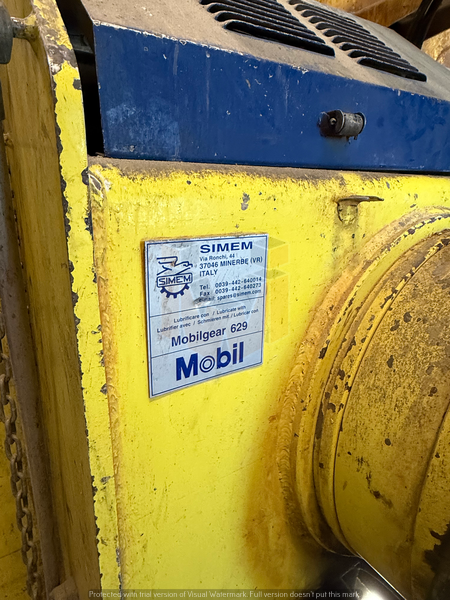 SIMEM
Via Ronchi, 44
37046 MINERBE (VR)
ITALY
Tel. 0039-442-640014
Fax 0039-442-640273
e-mail: spares@simem.com
SIMEM
Lubrificare con / Lubricate with
Lubrifier avec / Schmieren mit / Lubrivar con
Mobilgear 629
Mobil
Protected with trial version of Visual Watermark. Full version doesn't put this mark.